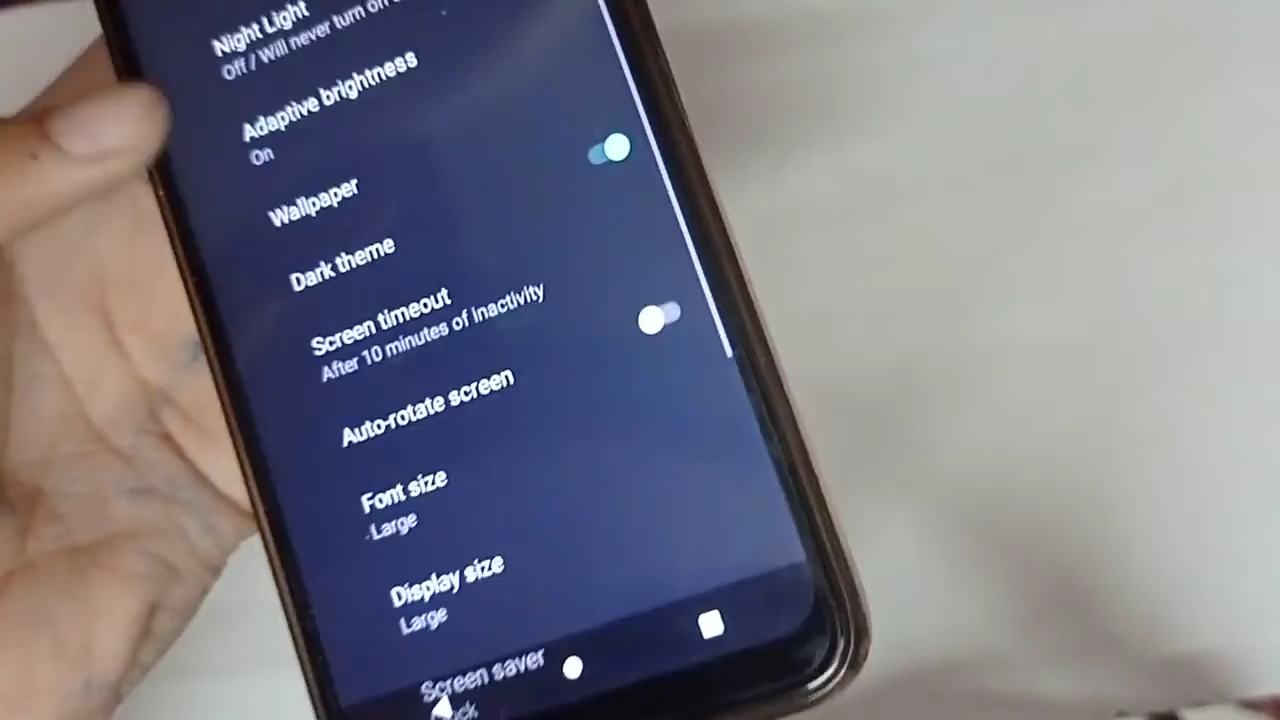 Night Light
Off / Will never turn on
Adaptive brightness
On
Wallpaper
Dark theme
Screen timeout
After 10 minutes of inactivity
Auto-rotate screen
Font size
Large
Display size
Large
Screen saver